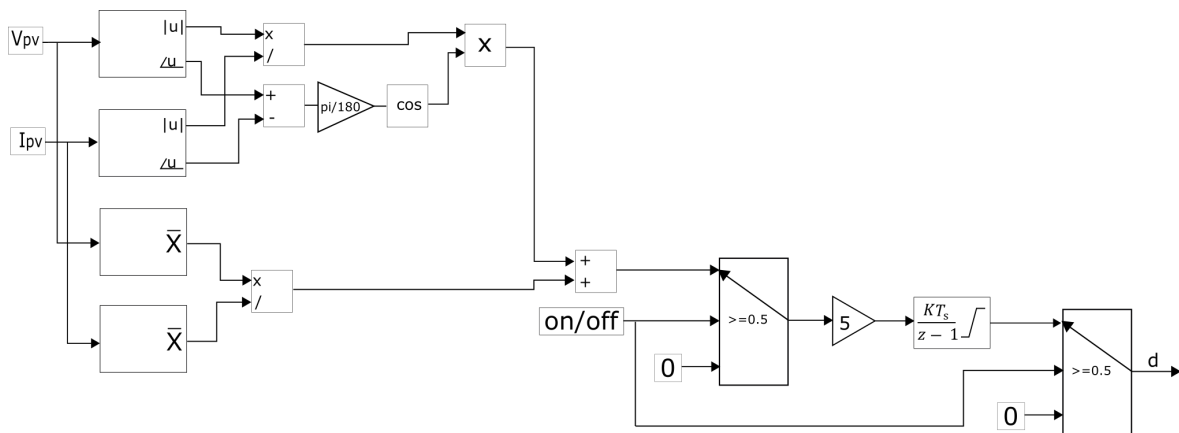 Vpv
|u|
∠u
x
/
x
+
-
pi/180
cos
Ipv
|u|
∠u
X̄
x
/
X̄
+
+
on/off
>=0.5
0
5
KTs
z − 1
>=0.5
0
d